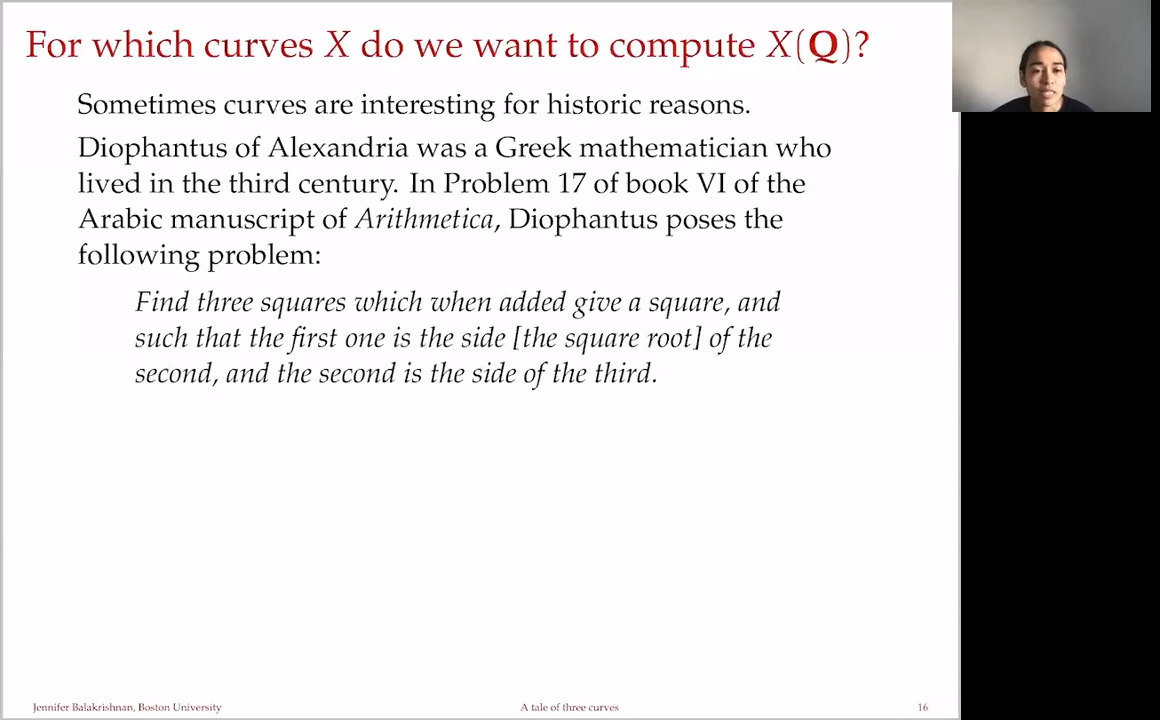 For which curves X do we want to compute X(Q)?
Sometimes curves are interesting for historic reasons.
Diophantus of Alexandria was a Greek mathematician who
lived in the third century. In Problem 17 of book VI of the
Arabic manuscript of Arithmetica, Diophantus poses the
following problem:
Find three squares which when added give a square, and
such that the first one is the side [the square root] of the
second, and the second is the side of the third.
Jennifer Balakrishnan, Boston University
A tale of three curves
16